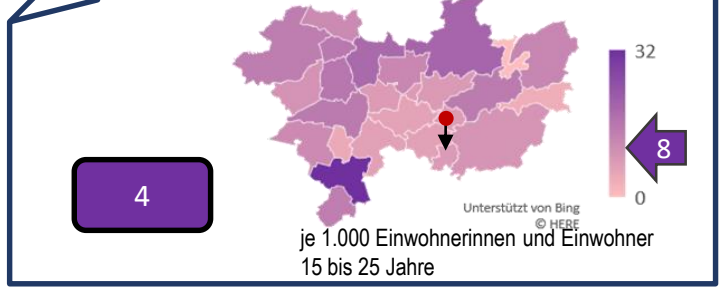 32
8
4
0
Unterstützt von Bing
© HERE
je 1.000 Einwohnerinnen und Einwohner
15 bis 25 Jahre